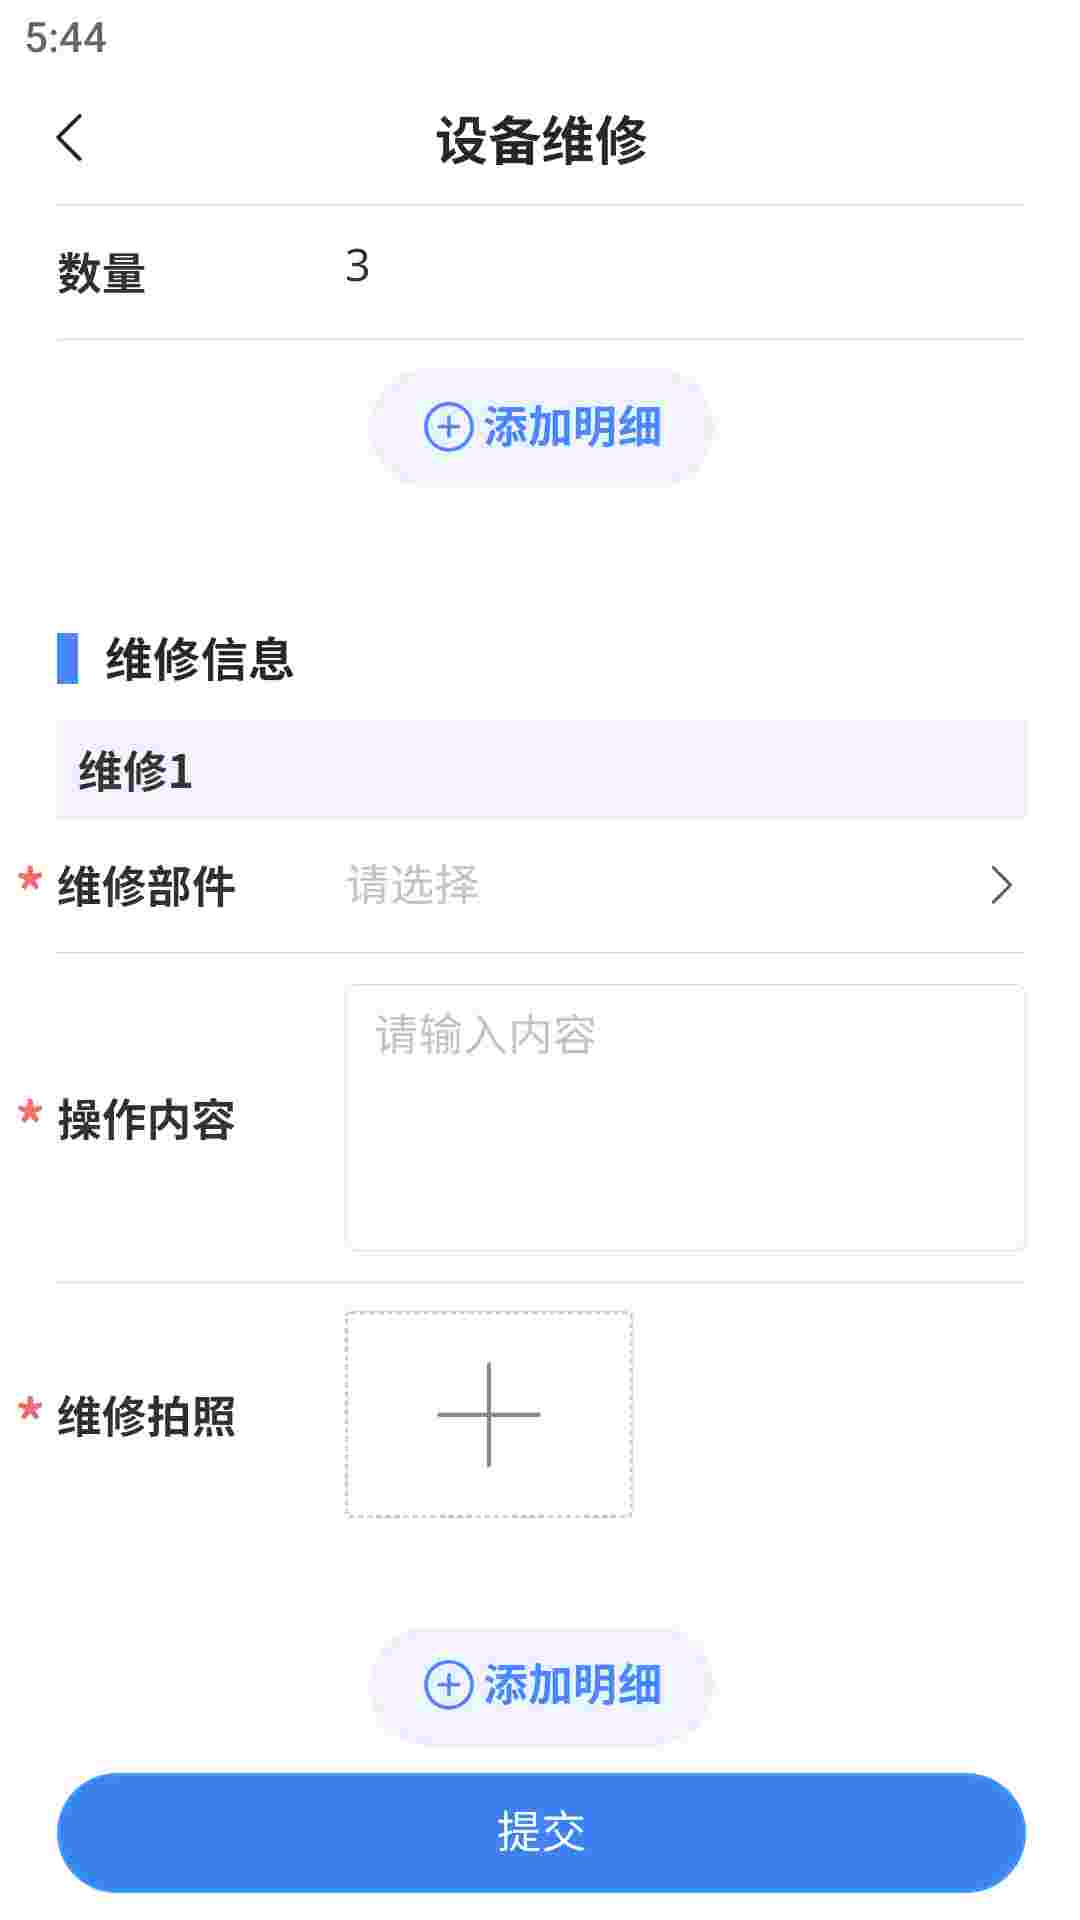 5:44
设备维修
数量 3
添加明细
维修信息
维修1
* 维修部件 请选择
请输入内容
* 操作内容
* 维修拍照
添加明细
提交